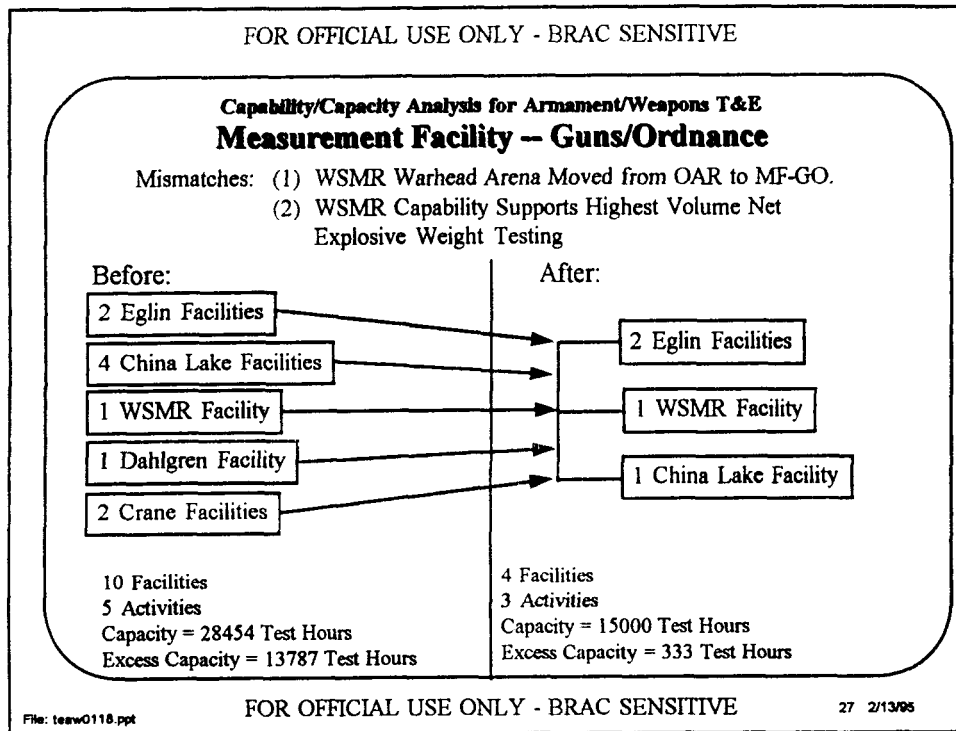 FOR OFFICIAL USE ONLY - BRAC SENSITIVE
Capability/Capacity Analysis for Armament/Weapons T&E
Measurement Facility -- Guns/Ordnance
Mismatches: (1) WSMR Warhead Arena Moved from OAR to MF-GO.
(2) WSMR Capability Supports Highest Volume Net
Explosive Weight Testing
Before:
2 Eglin Facilities
4 China Lake Facilities
1 WSMR Facility
1 Dahlgren Facility
2 Crane Facilities
10 Facilities
5 Activities
Capacity = 28454 Test Hours
Excess Capacity = 13787 Test Hours
After:
2 Eglin Facilities
1 WSMR Facility
1 China Lake Facility
4 Facilities
3 Activities
Capacity = 15000 Test Hours
Excess Capacity = 333 Test Hours
File: teaw0118.ppt
FOR OFFICIAL USE ONLY - BRAC SENSITIVE
27 2/13/95